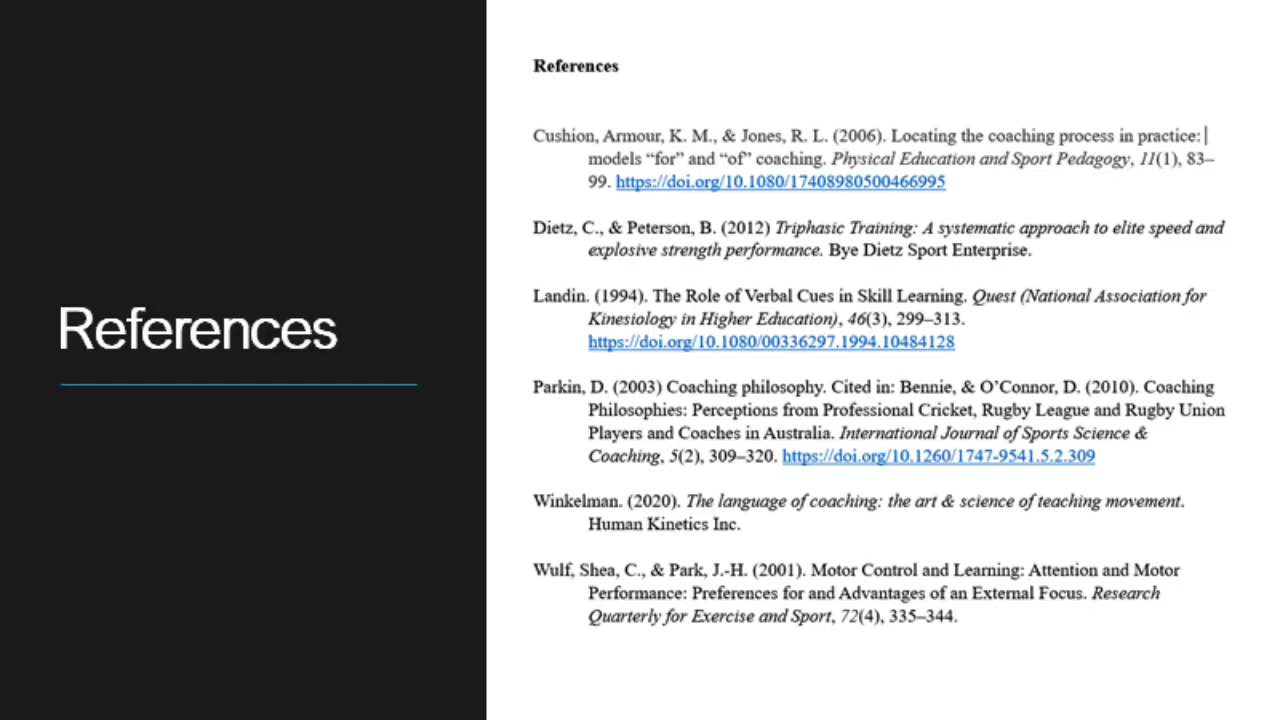 References
References
Cushion, Armour, K. M., & Jones, R. L. (2006). Locating the coaching process in practice:
models “for” and “of” coaching. Physical Education and Sport Pedagogy, 11(1), 83–
99. https://doi.org/10.1080/17408980500466995
Dietz, C., & Peterson, B. (2012) Triphasic Training: A systematic approach to elite speed and
explosive strength performance. Bye Dietz Sport Enterprise.
Landin. (1994). The Role of Verbal Cues in Skill Learning. Quest (National Association for
Kinesiology in Higher Education), 46(3), 299–313.
https://doi.org/10.1080/00336297.1994.10484128
Parkin, D. (2003) Coaching philosophy. Cited in: Bennie, & O’Connor, D. (2010). Coaching
Philosophies: Perceptions from Professional Cricket, Rugby League and Rugby Union
Players and Coaches in Australia. International Journal of Sports Science &
Coaching, 5(2), 309–320. https://doi.org/10.1260/1747-9541.5.2.309
Winkelman. (2020). The language of coaching: the art & science of teaching movement.
Human Kinetics Inc.
Wulf, Shea, C., & Park, J.-H. (2001). Motor Control and Learning: Attention and Motor
Performance: Preferences for and Advantages of an External Focus. Research
Quarterly for Exercise and Sport, 72(4), 335–344.